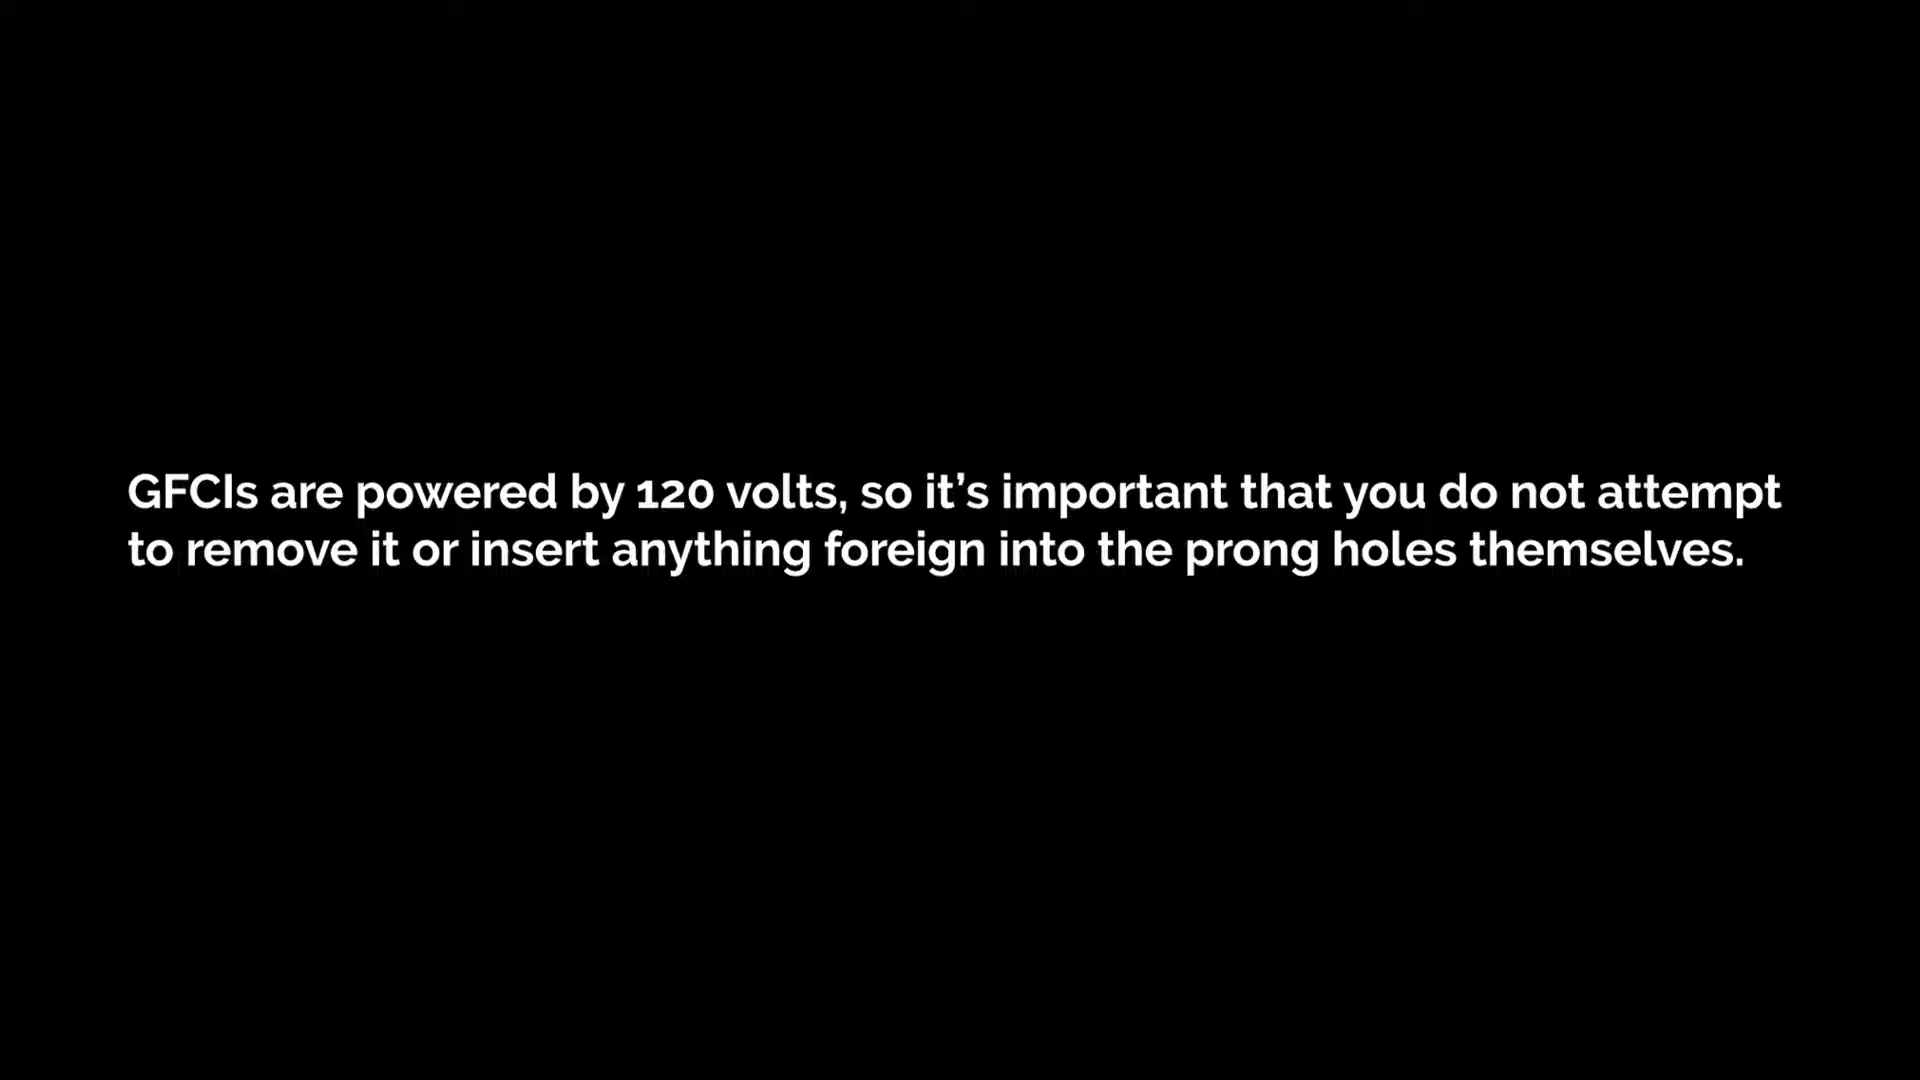 GFCIs are powered by 120 volts, so it’s important that you do not attempt
to remove it or insert anything foreign into the prong holes themselves.